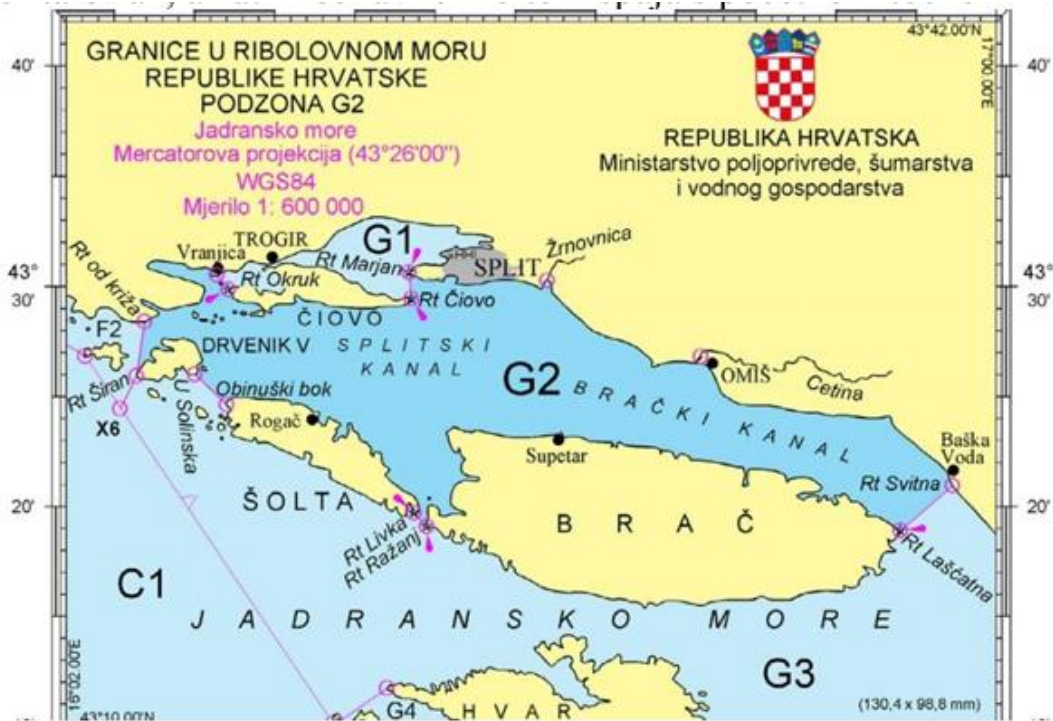 43°42.00'N
17°00.00'E
40'
40'
GRANICE U RIBOLOVNOM MORU
REPUBLIKE HRVATSKE
PODZONA G2
Jadransko more
Mercatorova projekcija (43°26'00")
WGS84
Mjerilo 1: 600 000
REPUBLIKA HRVATSKA
Ministarstvo poljoprivrede, šumarstva
i vodnog gospodarstva
TROGIR
Vranjica
G1
Rt Marjan
SPLIT
Žrnovnica
Rt Okruk
Rt Čiovo
43°
30'
43°
30'
Rt od križa
ČIOVO
F2
DRVENIK V
SPLITSKI
KANAL
G2
BRAČKI KANAL
OMIŠ
Cetina
Rt Širan
X6
U Solinska
Obinuški bok
Rogač
Supetar
Baška
Voda
Rt Svitna
20'
20'
ŠOLTA
BRAČ
Rt Livka
Rt Ražanj
Rt Lašćatna
C1
JADRANSKO MORE
G3
16°02.00'E
43°10.00'N
G4
HVAR
(130,4 x 98,8 mm)